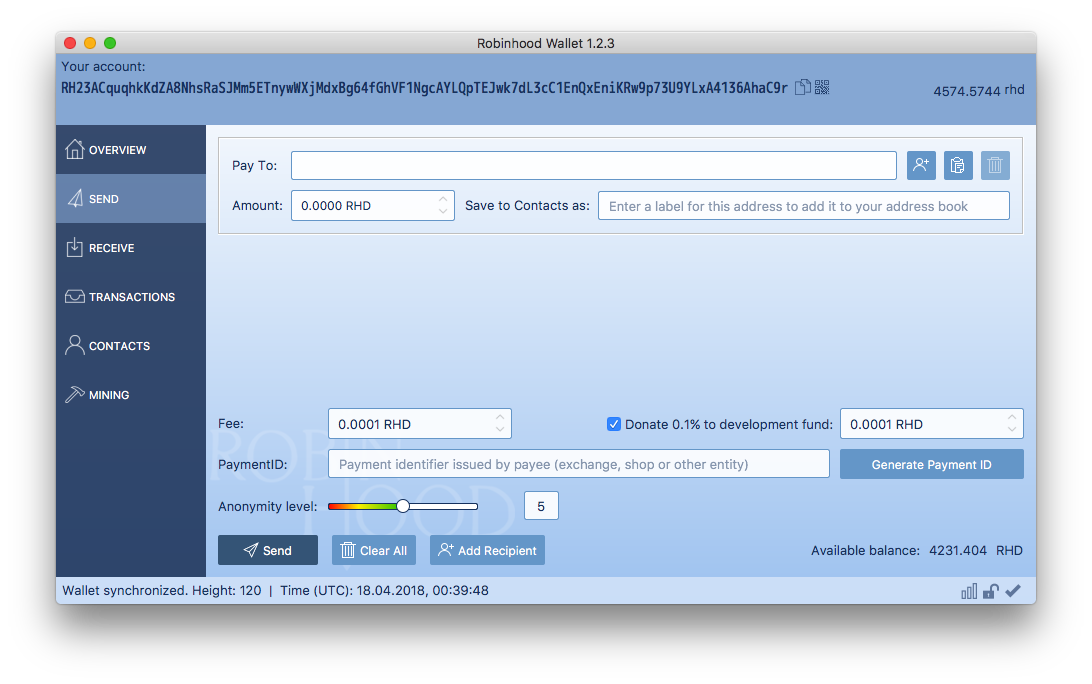 Robinhood Wallet 1.2.3
Your account:
RH23ACquqhkKdZA8NhsRaSJMm5ETnywWXjMdxBg64fGhVF1NgcAYLQpTEJwk7dL3cC1EnQxEniKRw9p73U9YLxA4136AhaC9r
4574.5744 rhd
OVERVIEW
SEND
RECEIVE
TRANSACTIONS
CONTACTS
MINING
Pay To:
Amount: 0.0000 RHD Save to Contacts as: Enter a label for this address to add it to your address book
ROBIN
HOOD
Fee: 0.0001 RHD Donate 0.1% to development fund: 0.0001 RHD
PaymentID: Payment identifier issued by payee (exchange, shop or other entity) Generate Payment ID
Anonymity level: 5
Send Clear All Add Recipient Available balance: 4231.404 RHD
Wallet synchronized. Height: 120 | Time (UTC): 18.04.2018, 00:39:48